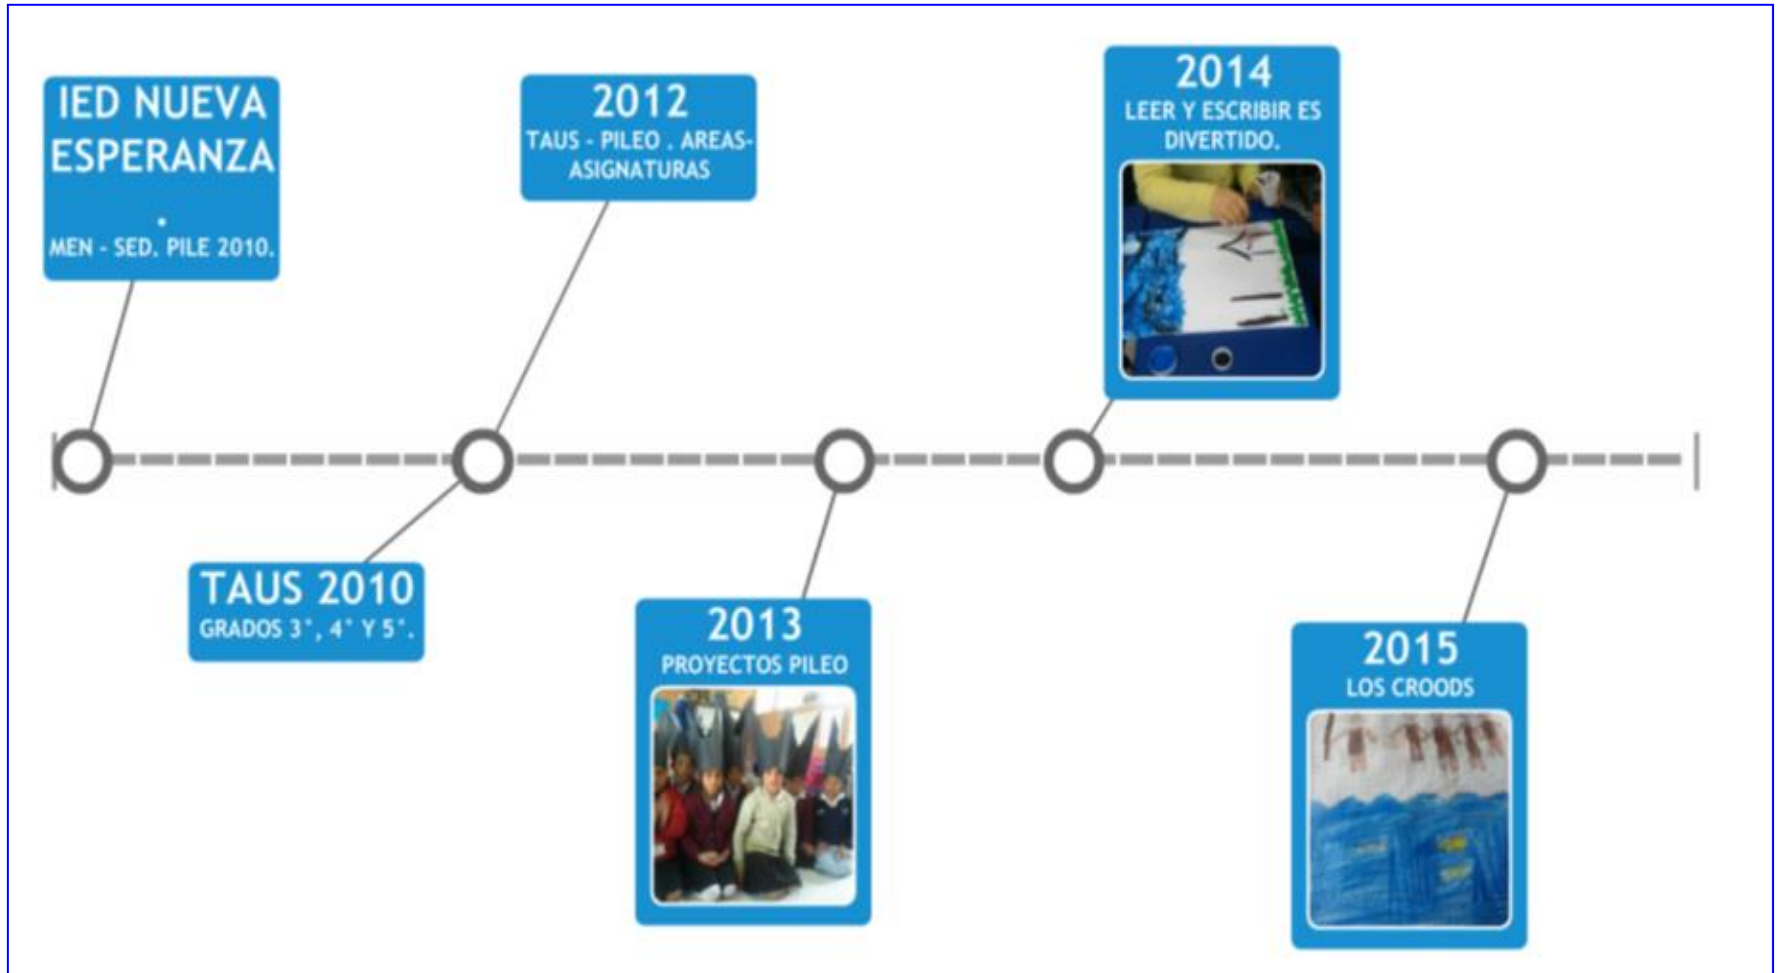 IED NUEVA
ESPERANZA
.
MEN - SED. PILE 2010.
TAUS 2010
GRADOS 3°, 4° Y 5°.
2012
TAUS - PILEO . AREAS-
ASIGNATURAS
2013
PROYECTOS PILEO
2014
LEER Y ESCRIBIR ES
DIVERTIDO.
2015
LOS CROODS